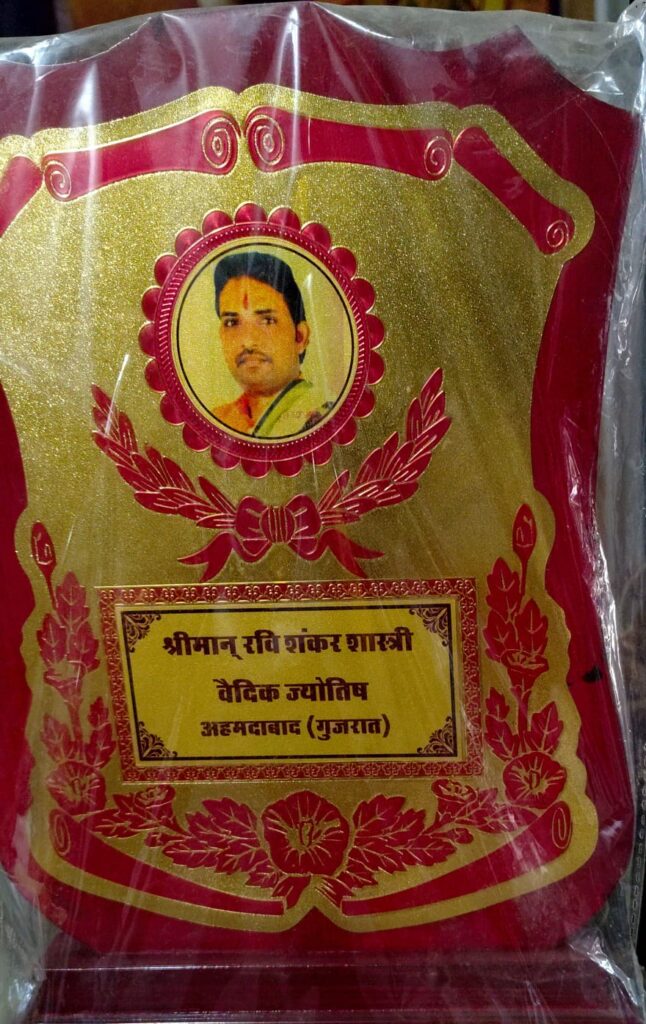 श्रीमान् रवि शंकर शास्त्री
वैदिक ज्योतिष
अहमदाबाद (गुजरात)